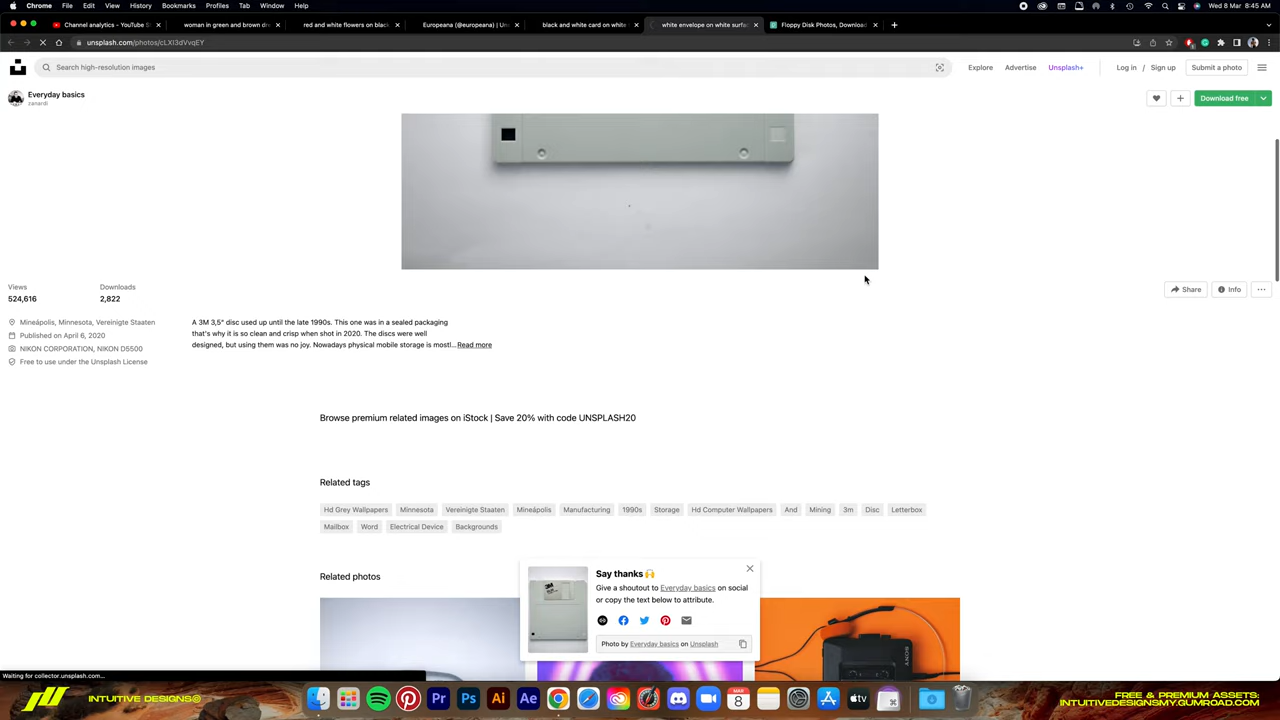 Chrome File Edit View History Bookmarks Profiles Tab Window Help Wed 8 Mar 8:45 AM
Channel analytics - YouTube S
woman in green and brown dre
red and white flowers on black
Europeana (@europeana) | Un
black and white card on white
white envelope on white surfa
Floppy Disk Photos, Download
unsplash.com/photos/cLXI3dVvqEY
Search high-resolution images Explore Advertise Unsplash+ Log in / Sign up Submit a photo
Everyday basics
zanardi
Download free
Views Downloads
524,616 2,822
Share Info
Mineápolis, Minnesota, Vereinigte Staaten
Published on April 6, 2020
NIKON CORPORATION, NIKON D5500
Free to use under the Unsplash License
A 3M 3,5" disc used up until the late 1990s. This one was in a sealed packaging
that's why it is so clean and crisp when shot in 2020. The discs were well
designed, but using them was no joy. Nowadays physical mobile storage is mostl... Read more
Browse premium related images on iStock | Save 20% with code UNSPLASH20
Related tags
Hd Grey Wallpapers Minnesota Vereinigte Staaten Mineápolis Manufacturing 1990s Storage Hd Computer Wallpapers And Mining 3m Disc Letterbox
Mailbox Word Electrical Device Backgrounds
Related photos
3M
Say thanks 🙌
Give a shoutout to Everyday basics on social
or copy the text below to attribute.
Photo by Everyday basics on Unsplash
SONY
Waiting for collector.unsplash.com...
INTUITIVE DESIGNS®
Pr Ps Ai Ae
MAR
8
tv
FREE & PREMIUM ASSETS:
INTUITIVEDESIGNSMY.GUMROAD.COM